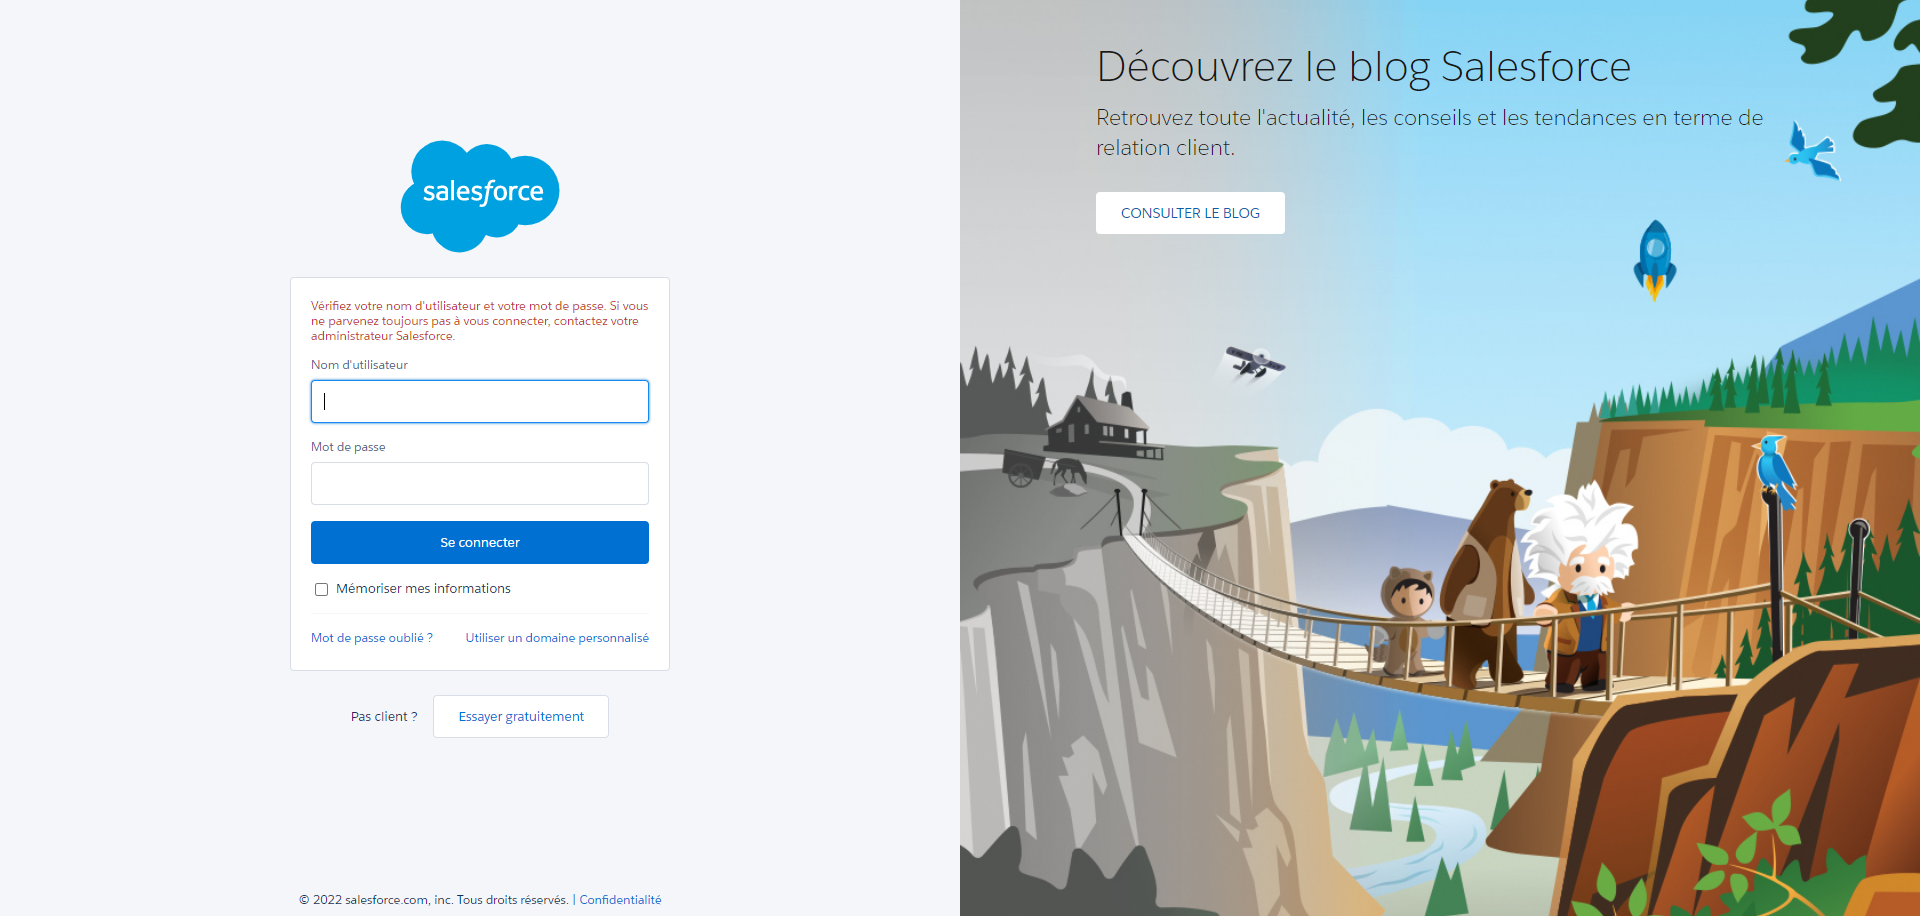 salesforce
Vérifiez votre nom d'utilisateur et votre mot de passe. Si vous
ne parvenez toujours pas à vous connecter, contactez votre
administrateur Salesforce.
Nom d'utilisateur
Mot de passe
Se connecter
Mémoriser mes informations
Mot de passe oublié ? Utiliser un domaine personnalisé
Pas client ? Essayer gratuitement
© 2022 salesforce.com, inc. Tous droits réservés. | Confidentialité
Découvrez le blog Salesforce
Retrouvez toute l'actualité, les conseils et les tendances en terme de
relation client.
CONSULTER LE BLOG